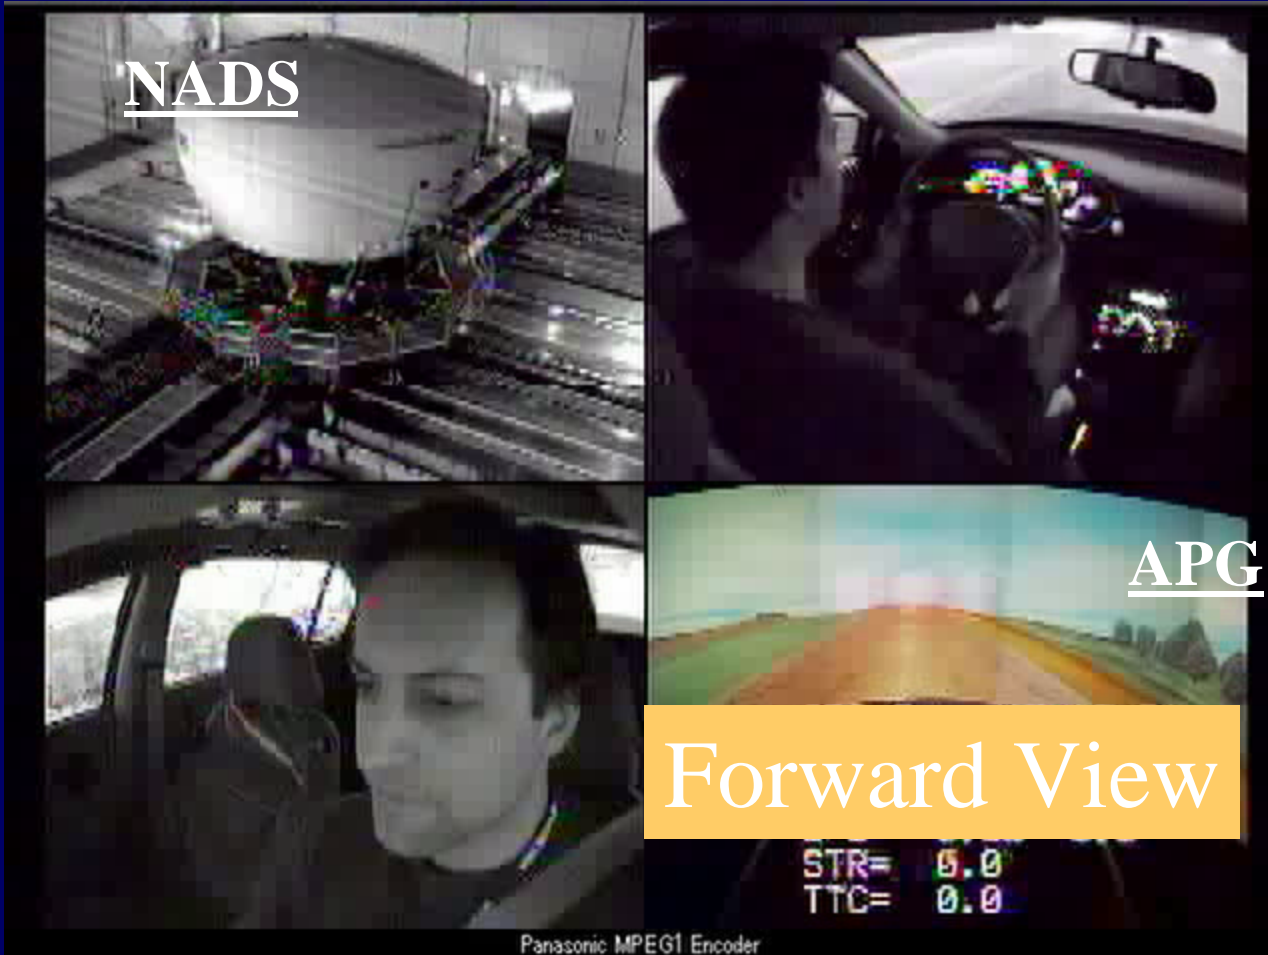 NADS
APG
Forward View
STR= 0.0
TTC= 0.0
Panasonic MPEG1 Encoder